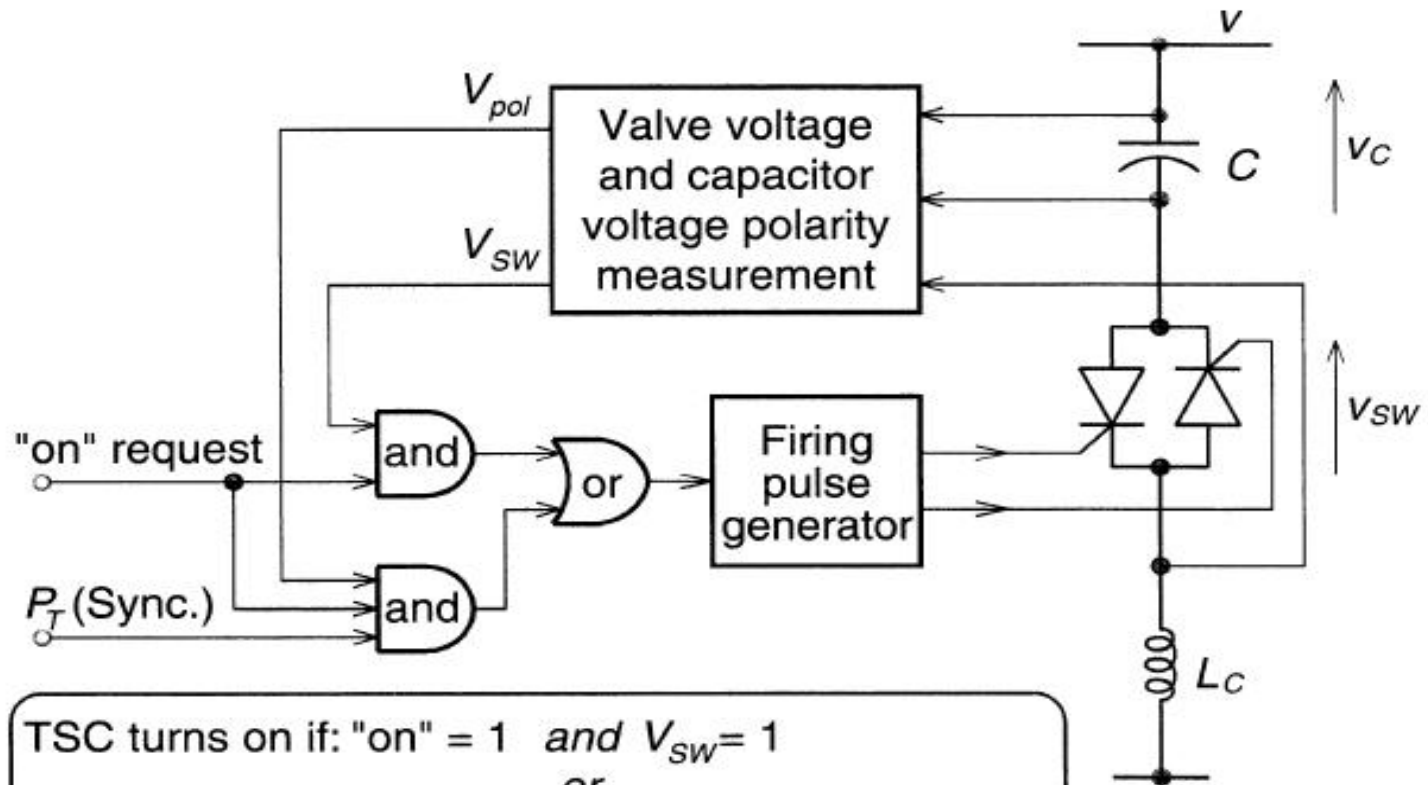 v
V_pol
Valve voltage
and capacitor
voltage polarity
measurement
v_C
C
V_SW
v_SW
"on" request
and
or
Firing
pulse
generator
P_T (Sync.)
and
L_C
TSC turns on if: "on" = 1 and V_SW = 1
or